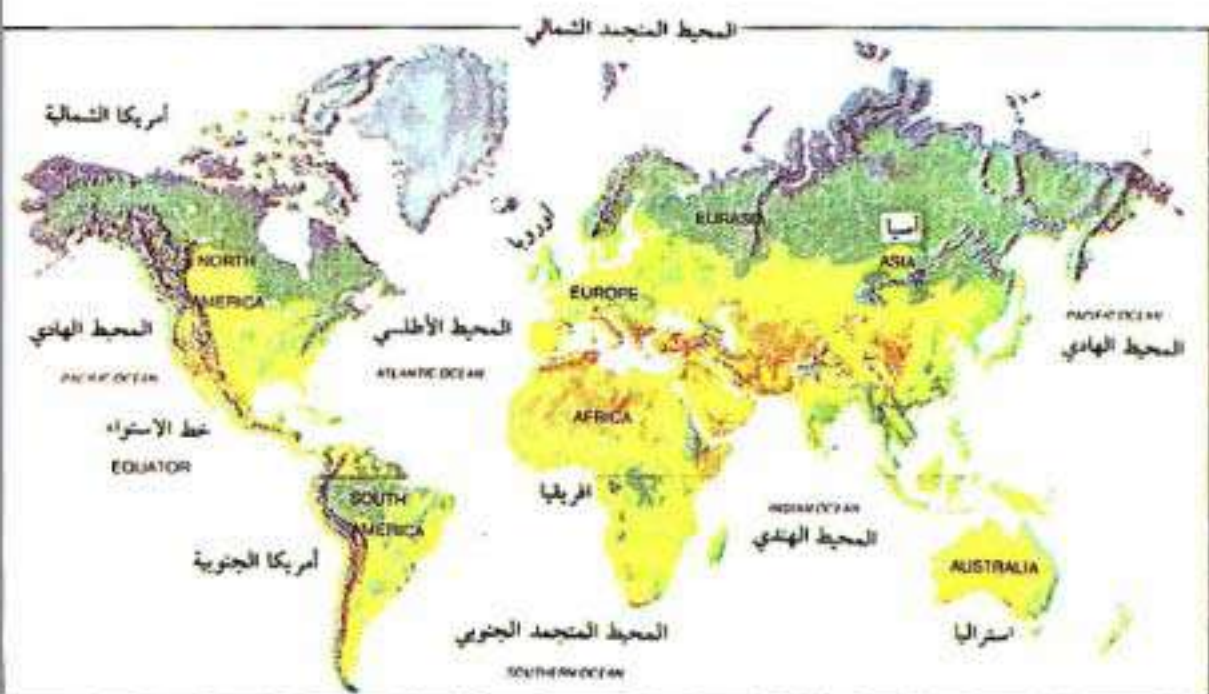 المحيط المنجمد الشمالي
أمريكا الشمالية
أوروبا
EURASI
آسيا
ASIA
NORTH
AMERICA
EUROPE
المحيط الهادي
PACIFIC OCEAN
المحيط الأطلسي
ATLANTIC OCEAN
PACIFIC OCEAN
المحيط الهادي
AFRICA
خط الاستواء
EQUATOR
افريقيا
SOUTH
AMERICA
INDIAN OCEAN
المحيط الهندي
أمريكا الجنوبية
AUSTRALIA
استراليا
المحيط المتجمد الجنوبي
SOUTHERN OCEAN